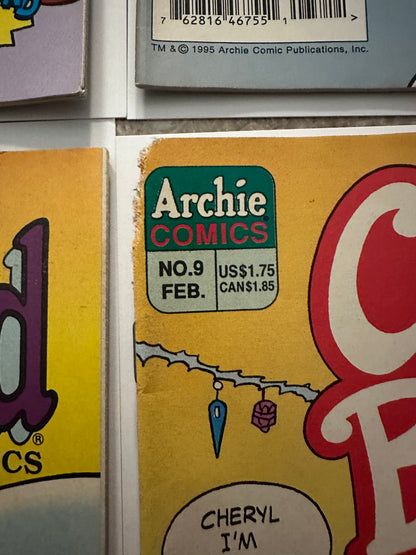 7 62816 46755 1
TM & © 1995 Archie Comic Publications, Inc.
Archie
COMICS
NO.9
FEB.
US$1.75
CAN$1.85
d
®
CS
C
CHERYL
I'M